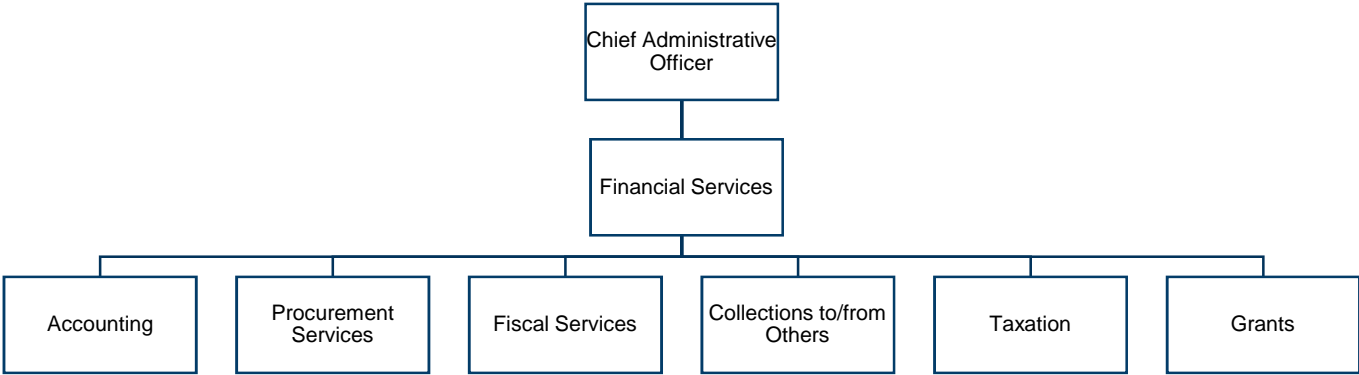 Chief Administrative
Officer
Financial Services
Accounting
Procurement
Services
Fiscal Services
Collections to/from
Others
Taxation
Grants